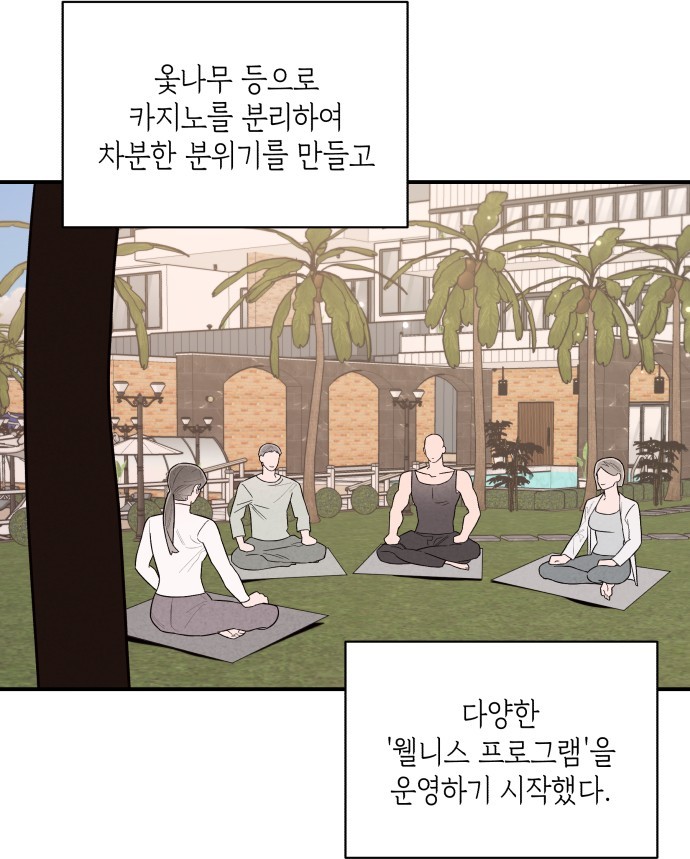 옻나무 등으로
카지노를 분리하여
차분한 분위기를 만들고
다양한
'웰니스 프로그램'을
운영하기 시작했다.